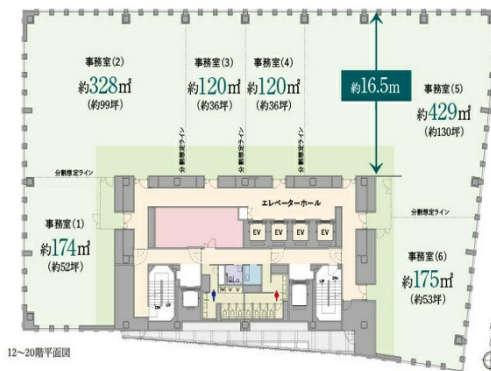 事務室(2)
約328㎡
(約99坪)
事務室(3)
約120㎡
(約36坪)
事務室(4)
約120㎡
(約36坪)
約16.5m
事務室(5)
約429㎡
(約130坪)
分割想定ライン
分割想定ライン
分割想定ライン
分割想定ライン
分割想定ライン
エレベーターホール
EV
EV
EV
EV
事務室(1)
約174㎡
(約52坪)
事務室(6)
約175㎡
(約53坪)
12~20階平面図